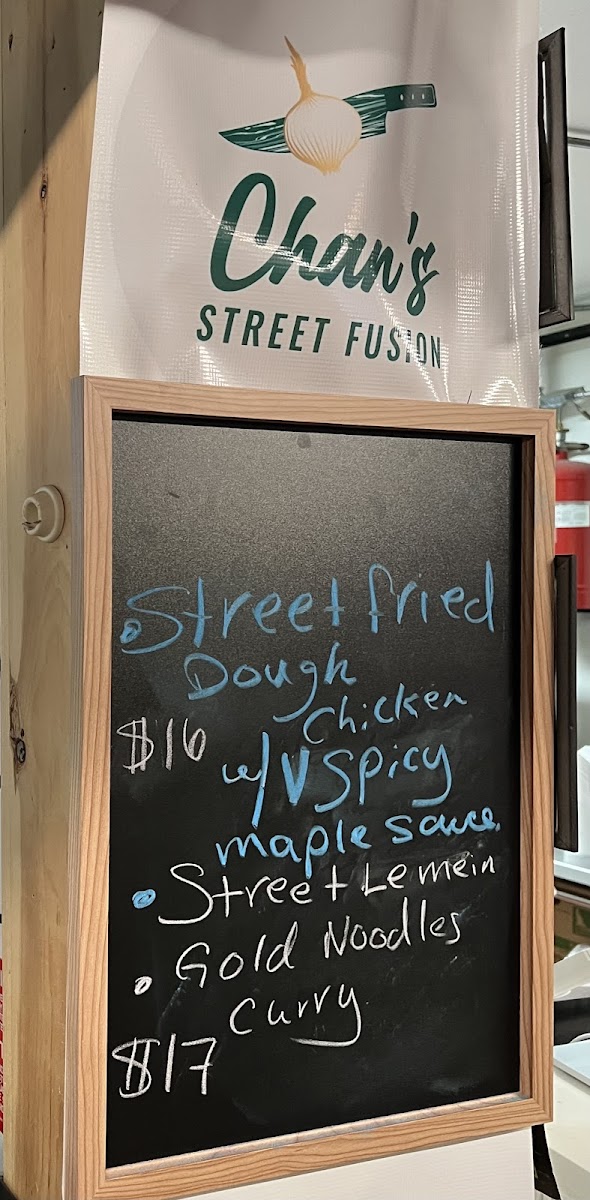 Chan's
STREET FUSION
• Street fried
Dough
Chicken
$16
w/ V spicy
maple sauce.
• Street Lemein
• Gold Noodles
Curry
$17